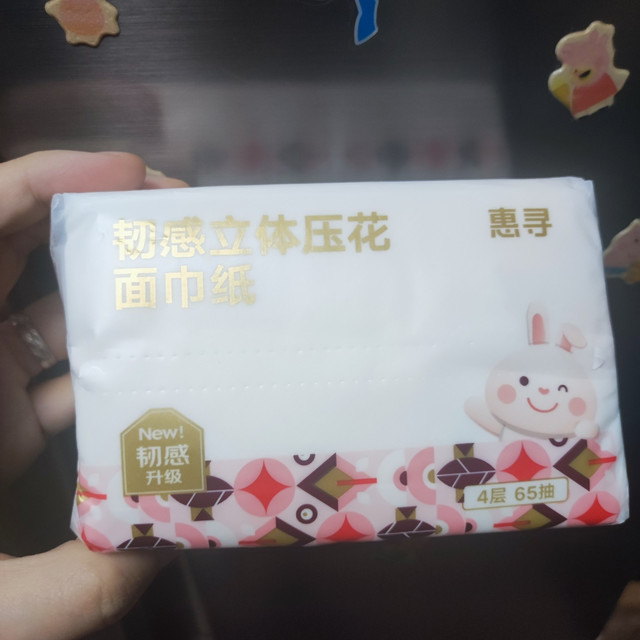 韧感立体压花
面巾纸
惠寻
New!
韧感
升级
4层 65抽